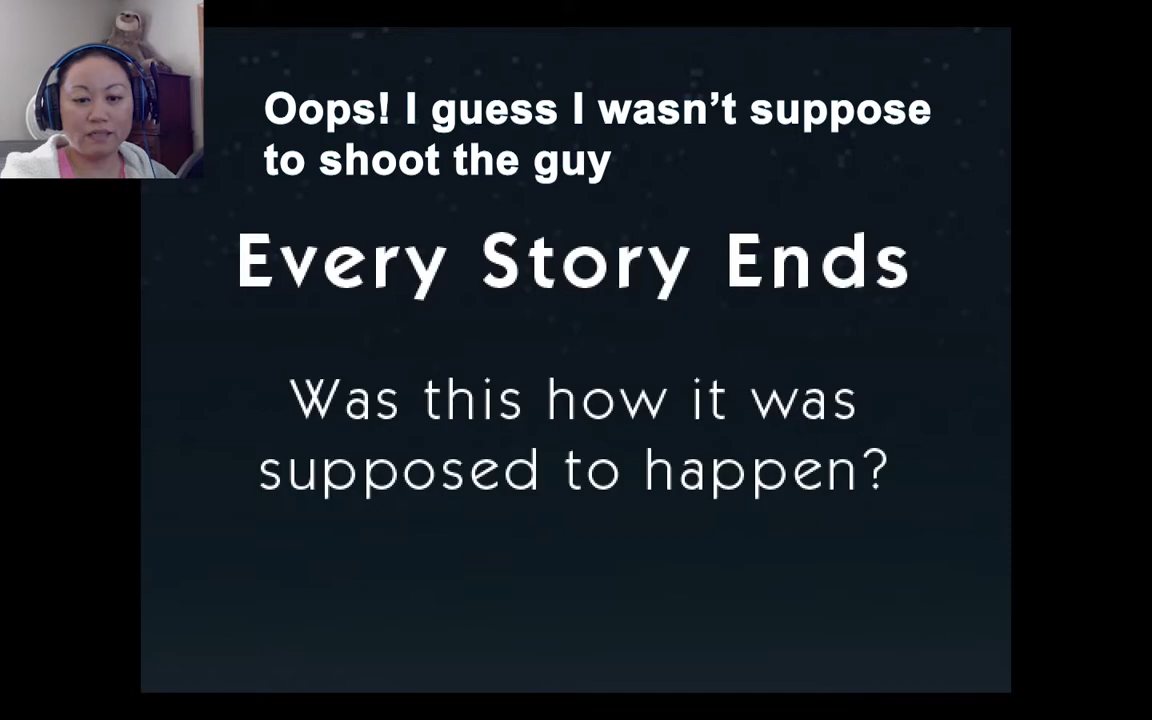 Oops! I guess I wasn’t suppose
to shoot the guy
Every Story Ends
Was this how it was
supposed to happen?